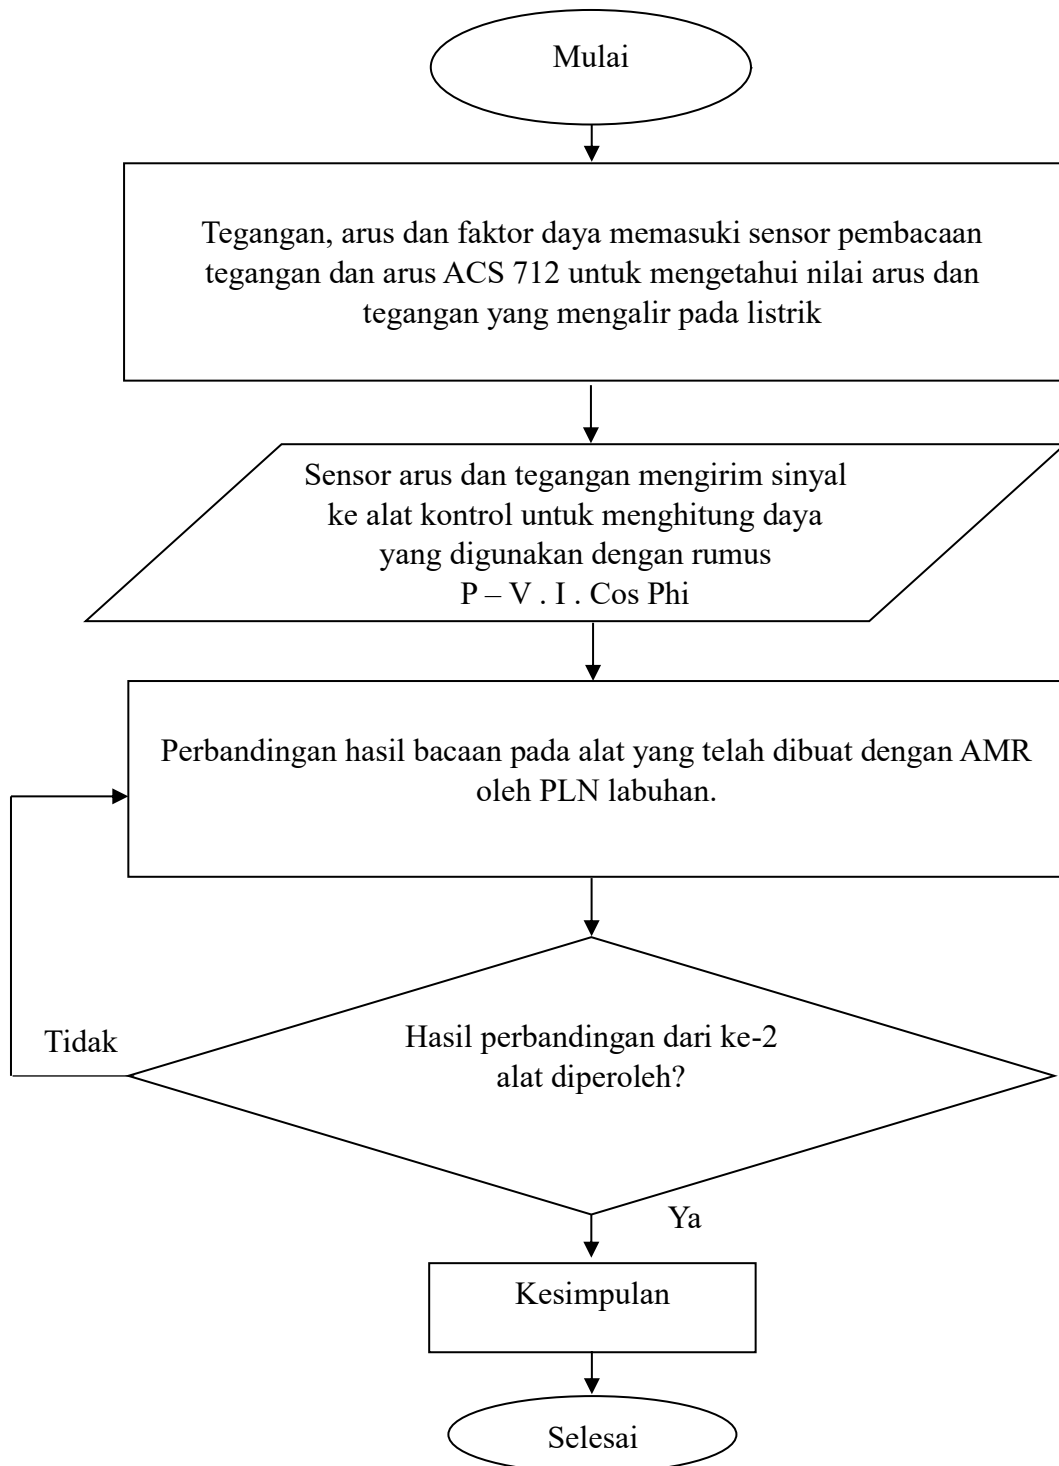 Mulai
Tegangan, arus dan faktor daya memasuki sensor pembacaan
tegangan dan arus ACS 712 untuk mengetahui nilai arus dan
tegangan yang mengalir pada listrik
Sensor arus dan tegangan mengirim sinyal
ke alat kontrol untuk menghitung daya
yang digunakan dengan rumus
P – V . I . Cos Phi
Perbandingan hasil bacaan pada alat yang telah dibuat dengan AMR
oleh PLN labuhan.
Tidak
Hasil perbandingan dari ke-2
alat diperoleh?
Ya
Kesimpulan
Selesai